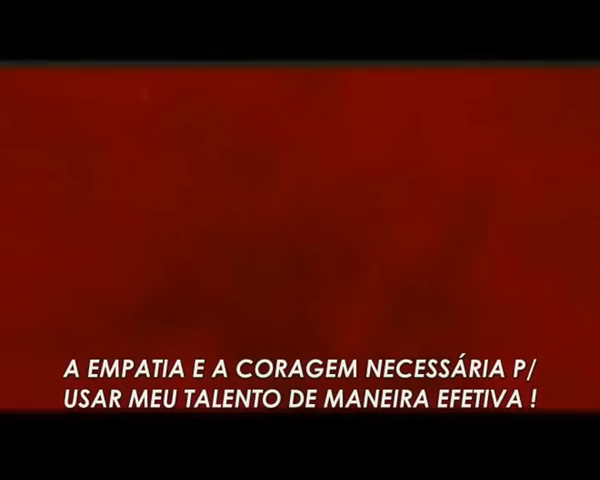 A EMPATIA E A CORAGEM NECESSÁRIA P/
USAR MEU TALENTO DE MANEIRA EFETIVA !